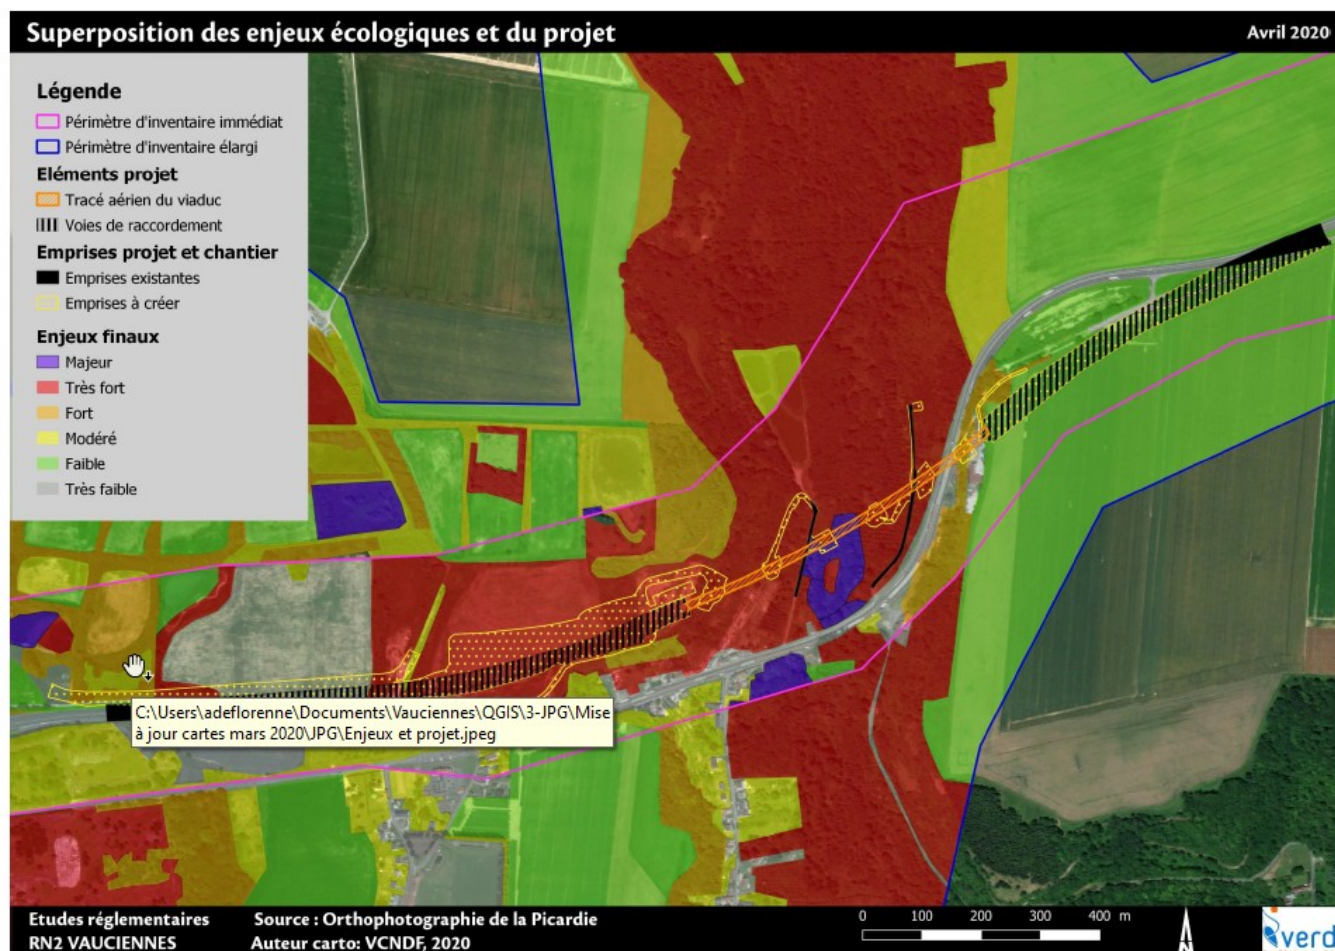 Superposition des enjeux écologiques et du projet
Avril 2020
Légende
Périmètre d'inventaire immédiat
Périmètre d'inventaire élargi
Eléments projet
Tracé aérien du viaduc
Voies de raccordement
Emprises projet et chantier
Emprises existantes
Emprises à créer
Enjeux finaux
Majeur
Très fort
Fort
Modéré
Faible
Très faible
C:\Users\adeflorenne\Documents\Vauciennes\QGIS\3-JPG\Mise
à jour cartes mars 2020\JPG\Enjeux et projet.jpeg
Etudes réglementaires
RN2 VAUCIENNES
Source : Orthophotographie de la Picardie
Auteur carto: VCNDF, 2020
0 100 200 300 400 m
N
verd